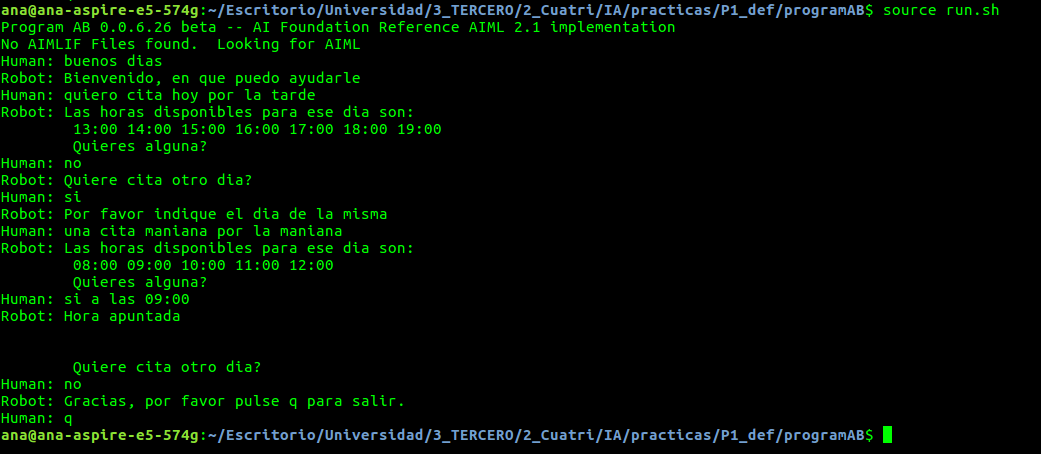 ana@ana-aspire-e5-574g:~/Escritorio/Universidad/3_TERCERO/2_Cuatri/IA/practicas/P1_def/programAB$ source run.sh
Program AB 0.0.6.26 beta -- AI Foundation Reference AIML 2.1 implementation
No AIMLIF Files found.  Looking for AIML
Human: buenos dias
Robot: Bienvenido, en que puedo ayudarle
Human: quiero cita hoy por la tarde
Robot: Las horas disponibles para ese dia son:
        13:00 14:00 15:00 16:00 17:00 18:00 19:00
        Quieres alguna?
Human: no
Robot: Quiere cita otro dia?
Human: si
Robot: Por favor indique el dia de la misma
Human: una cita maniana por la maniana
Robot: Las horas disponibles para ese dia son:
        08:00 09:00 10:00 11:00 12:00
        Quieres alguna?
Human: si a las 09:00
Robot: Hora apuntada
        Quiere cita otro dia?
Human: no
Robot: Gracias, por favor pulse q para salir.
Human: q
ana@ana-aspire-e5-574g:~/Escritorio/Universidad/3_TERCERO/2_Cuatri/IA/practicas/P1_def/programAB$